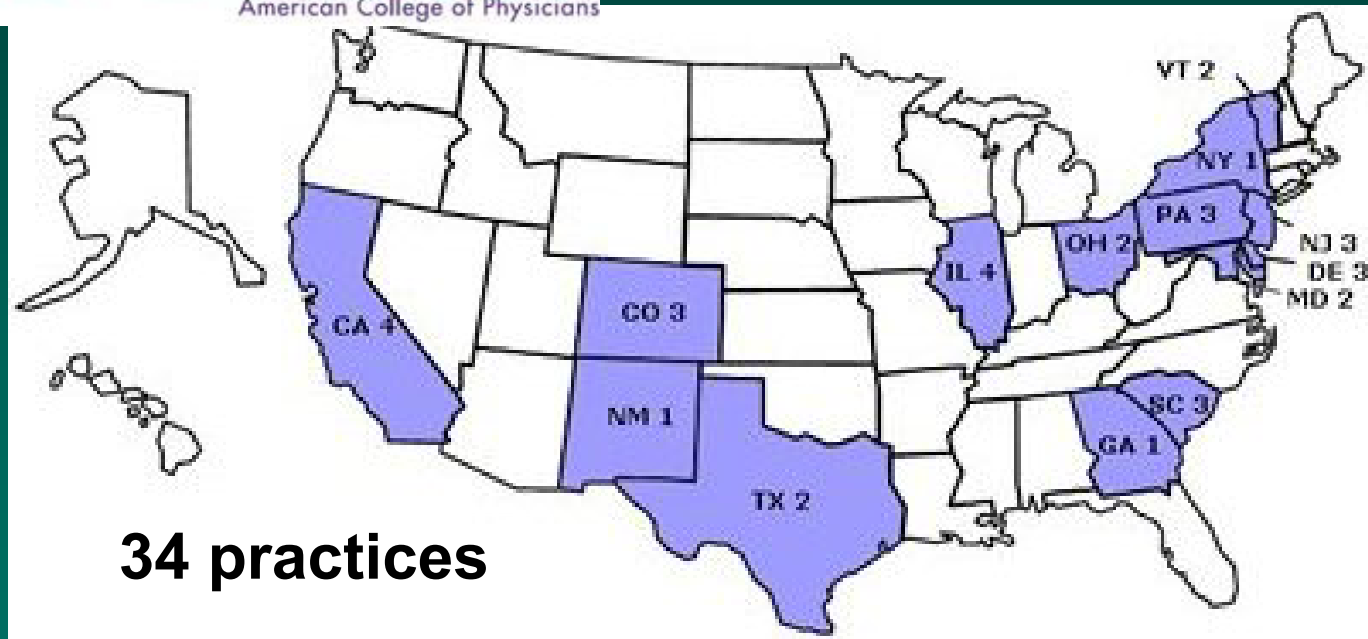 American College of Physicians
VT 2
NY 1
PA 3
NJ 3
OH 2
DE 3
IL 4
MD 2
CO 3
CA 4
SC 3
NM 1
GA 1
TX 2
34 practices